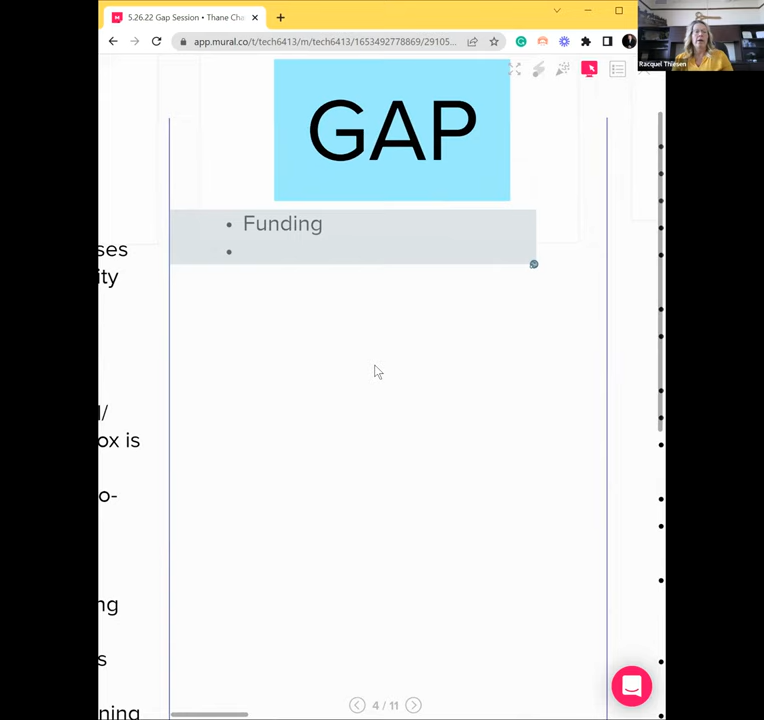 5.26.22 Gap Session • Thane Cha
app.mural.co/t/tech6413/m/tech6413/1653492778869/29105...
Racquel Thiesen
GAP
• Funding
•
ses
ity
l/
ox is
o-
ng
s
ning
4 / 11